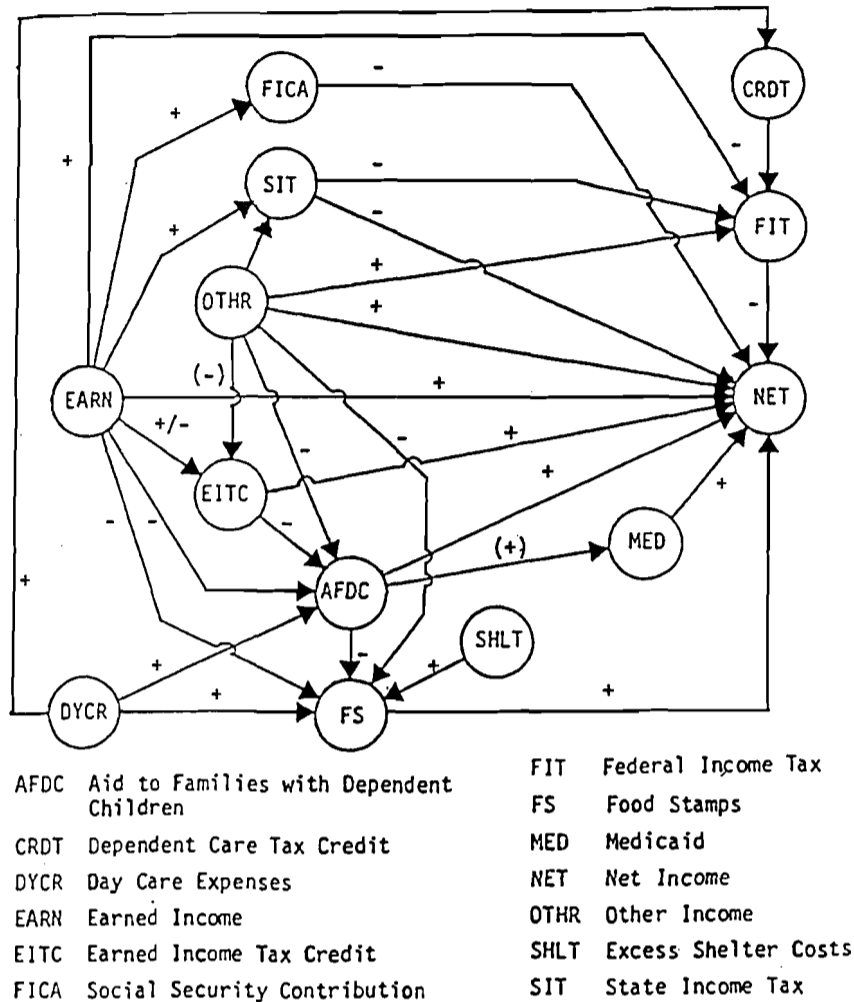 CRDT
FICA
-
-
+
+
SIT
-
-
+
FIT
+
OTHR
+
-
(-)
+
EARN
NET
+/-
-
+
-
+
EITC
-
+
- -
(+)
MED
AFDC
+
SHLT
-
+
+
+
+
DYCR
FS
AFDC Aid to Families with Dependent
Children
CRDT Dependent Care Tax Credit
DYCR Day Care Expenses
EARN Earned Income
EITC Earned Income Tax Credit
FICA Social Security Contribution
FIT Federal Income Tax
FS Food Stamps
MED Medicaid
NET Net Income
OTHR Other Income
SHLT Excess Shelter Costs
SIT State Income Tax